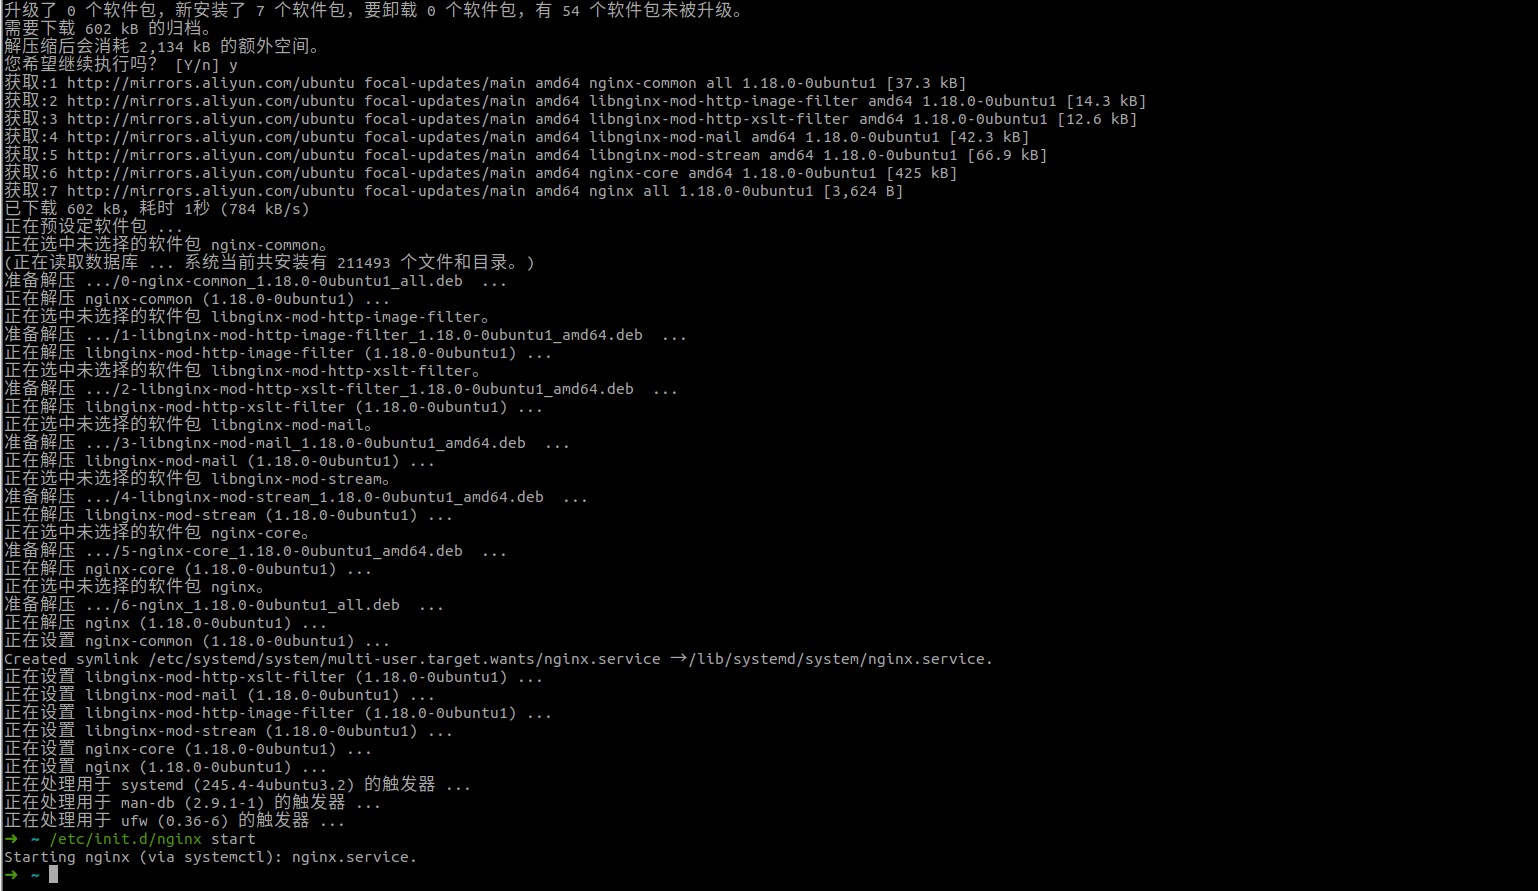 升级了 0 个软件包，新安装了 7 个软件包，要卸载 0 个软件包，有 54 个软件包未被升级。
需要下载 602 kB 的归档。
解压缩后会消耗 2,134 kB 的额外空间。
您希望继续执行吗？ [Y/n] y
获取:1 http://mirrors.aliyun.com/ubuntu focal-updates/main amd64 nginx-common all 1.18.0-0ubuntu1 [37.3 kB]
获取:2 http://mirrors.aliyun.com/ubuntu focal-updates/main amd64 libnginx-mod-http-image-filter amd64 1.18.0-0ubuntu1 [14.3 kB]
获取:3 http://mirrors.aliyun.com/ubuntu focal-updates/main amd64 libnginx-mod-http-xslt-filter amd64 1.18.0-0ubuntu1 [12.6 kB]
获取:4 http://mirrors.aliyun.com/ubuntu focal-updates/main amd64 libnginx-mod-mail amd64 1.18.0-0ubuntu1 [42.3 kB]
获取:5 http://mirrors.aliyun.com/ubuntu focal-updates/main amd64 libnginx-mod-stream amd64 1.18.0-0ubuntu1 [66.9 kB]
获取:6 http://mirrors.aliyun.com/ubuntu focal-updates/main amd64 nginx-core amd64 1.18.0-0ubuntu1 [425 kB]
获取:7 http://mirrors.aliyun.com/ubuntu focal-updates/main amd64 nginx all 1.18.0-0ubuntu1 [3,624 B]
已下载 602 kB，耗时 1秒 (784 kB/s)
正在预设定软件包 ...
正在选中未选择的软件包 nginx-common。
(正在读取数据库 ... 系统当前共安装有 211493 个文件和目录。)
准备解压 .../0-nginx-common_1.18.0-0ubuntu1_all.deb  ...
正在解压 nginx-common (1.18.0-0ubuntu1) ...
正在选中未选择的软件包 libnginx-mod-http-image-filter。
准备解压 .../1-libnginx-mod-http-image-filter_1.18.0-0ubuntu1_amd64.deb  ...
正在解压 libnginx-mod-http-image-filter (1.18.0-0ubuntu1) ...
正在选中未选择的软件包 libnginx-mod-http-xslt-filter。
准备解压 .../2-libnginx-mod-http-xslt-filter_1.18.0-0ubuntu1_amd64.deb  ...
正在解压 libnginx-mod-http-xslt-filter (1.18.0-0ubuntu1) ...
正在选中未选择的软件包 libnginx-mod-mail。
准备解压 .../3-libnginx-mod-mail_1.18.0-0ubuntu1_amd64.deb  ...
正在解压 libnginx-mod-mail (1.18.0-0ubuntu1) ...
正在选中未选择的软件包 libnginx-mod-stream。
准备解压 .../4-libnginx-mod-stream_1.18.0-0ubuntu1_amd64.deb  ...
正在解压 libnginx-mod-stream (1.18.0-0ubuntu1) ...
正在选中未选择的软件包 nginx-core。
准备解压 .../5-nginx-core_1.18.0-0ubuntu1_amd64.deb  ...
正在解压 nginx-core (1.18.0-0ubuntu1) ...
正在选中未选择的软件包 nginx。
准备解压 .../6-nginx_1.18.0-0ubuntu1_all.deb  ...
正在解压 nginx (1.18.0-0ubuntu1) ...
正在设置 nginx-common (1.18.0-0ubuntu1) ...
Created symlink /etc/systemd/system/multi-user.target.wants/nginx.service →/lib/systemd/system/nginx.service.
正在设置 libnginx-mod-http-xslt-filter (1.18.0-0ubuntu1) ...
正在设置 libnginx-mod-mail (1.18.0-0ubuntu1) ...
正在设置 libnginx-mod-http-image-filter (1.18.0-0ubuntu1) ...
正在设置 libnginx-mod-stream (1.18.0-0ubuntu1) ...
正在设置 nginx-core (1.18.0-0ubuntu1) ...
正在设置 nginx (1.18.0-0ubuntu1) ...
正在处理用于 systemd (245.4-4ubuntu3.2) 的触发器 ...
正在处理用于 man-db (2.9.1-1) 的触发器 ...
正在处理用于 ufw (0.36-6) 的触发器 ...
➜ ~ /etc/init.d/nginx start
Starting nginx (via systemctl): nginx.service.
➜ ~